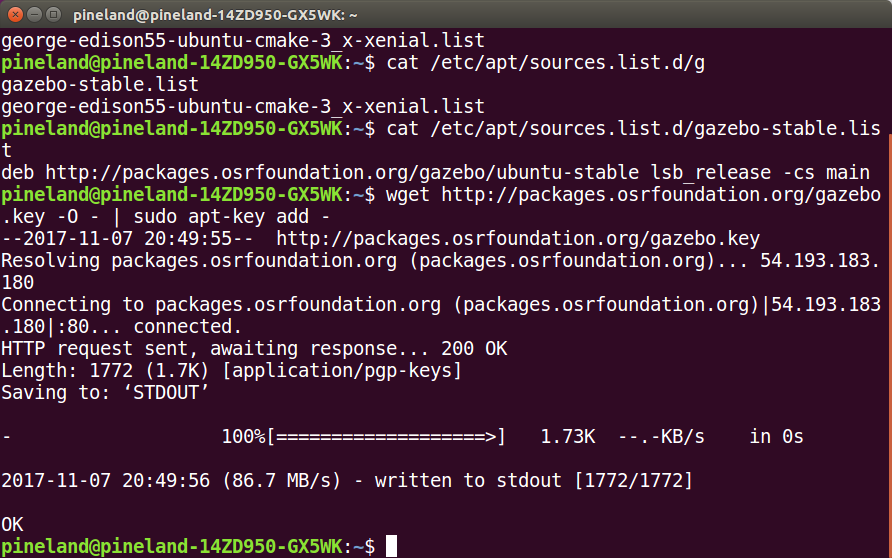 pineland@pineland-14ZD950-GX5WK: ~
george-edison55-ubuntu-cmake-3_x-xenial.list
pineland@pineland-14ZD950-GX5WK:~$ cat /etc/apt/sources.list.d/g
gazebo-stable.list
george-edison55-ubuntu-cmake-3_x-xenial.list
pineland@pineland-14ZD950-GX5WK:~$ cat /etc/apt/sources.list.d/gazebo-stable.lis
t
deb http://packages.osrfoundation.org/gazebo/ubuntu-stable lsb_release -cs main
pineland@pineland-14ZD950-GX5WK:~$ wget http://packages.osrfoundation.org/gazebo
.key -O - | sudo apt-key add -
--2017-11-07 20:49:55--  http://packages.osrfoundation.org/gazebo.key
Resolving packages.osrfoundation.org (packages.osrfoundation.org)... 54.193.183.
180
Connecting to packages.osrfoundation.org (packages.osrfoundation.org)|54.193.183
.180|:80... connected.
HTTP request sent, awaiting response... 200 OK
Length: 1772 (1.7K) [application/pgp-keys]
Saving to: ‘STDOUT’
-                   100%[===================>]   1.73K  --.-KB/s    in 0s
2017-11-07 20:49:56 (86.7 MB/s) - written to stdout [1772/1772]
OK
pineland@pineland-14ZD950-GX5WK:~$